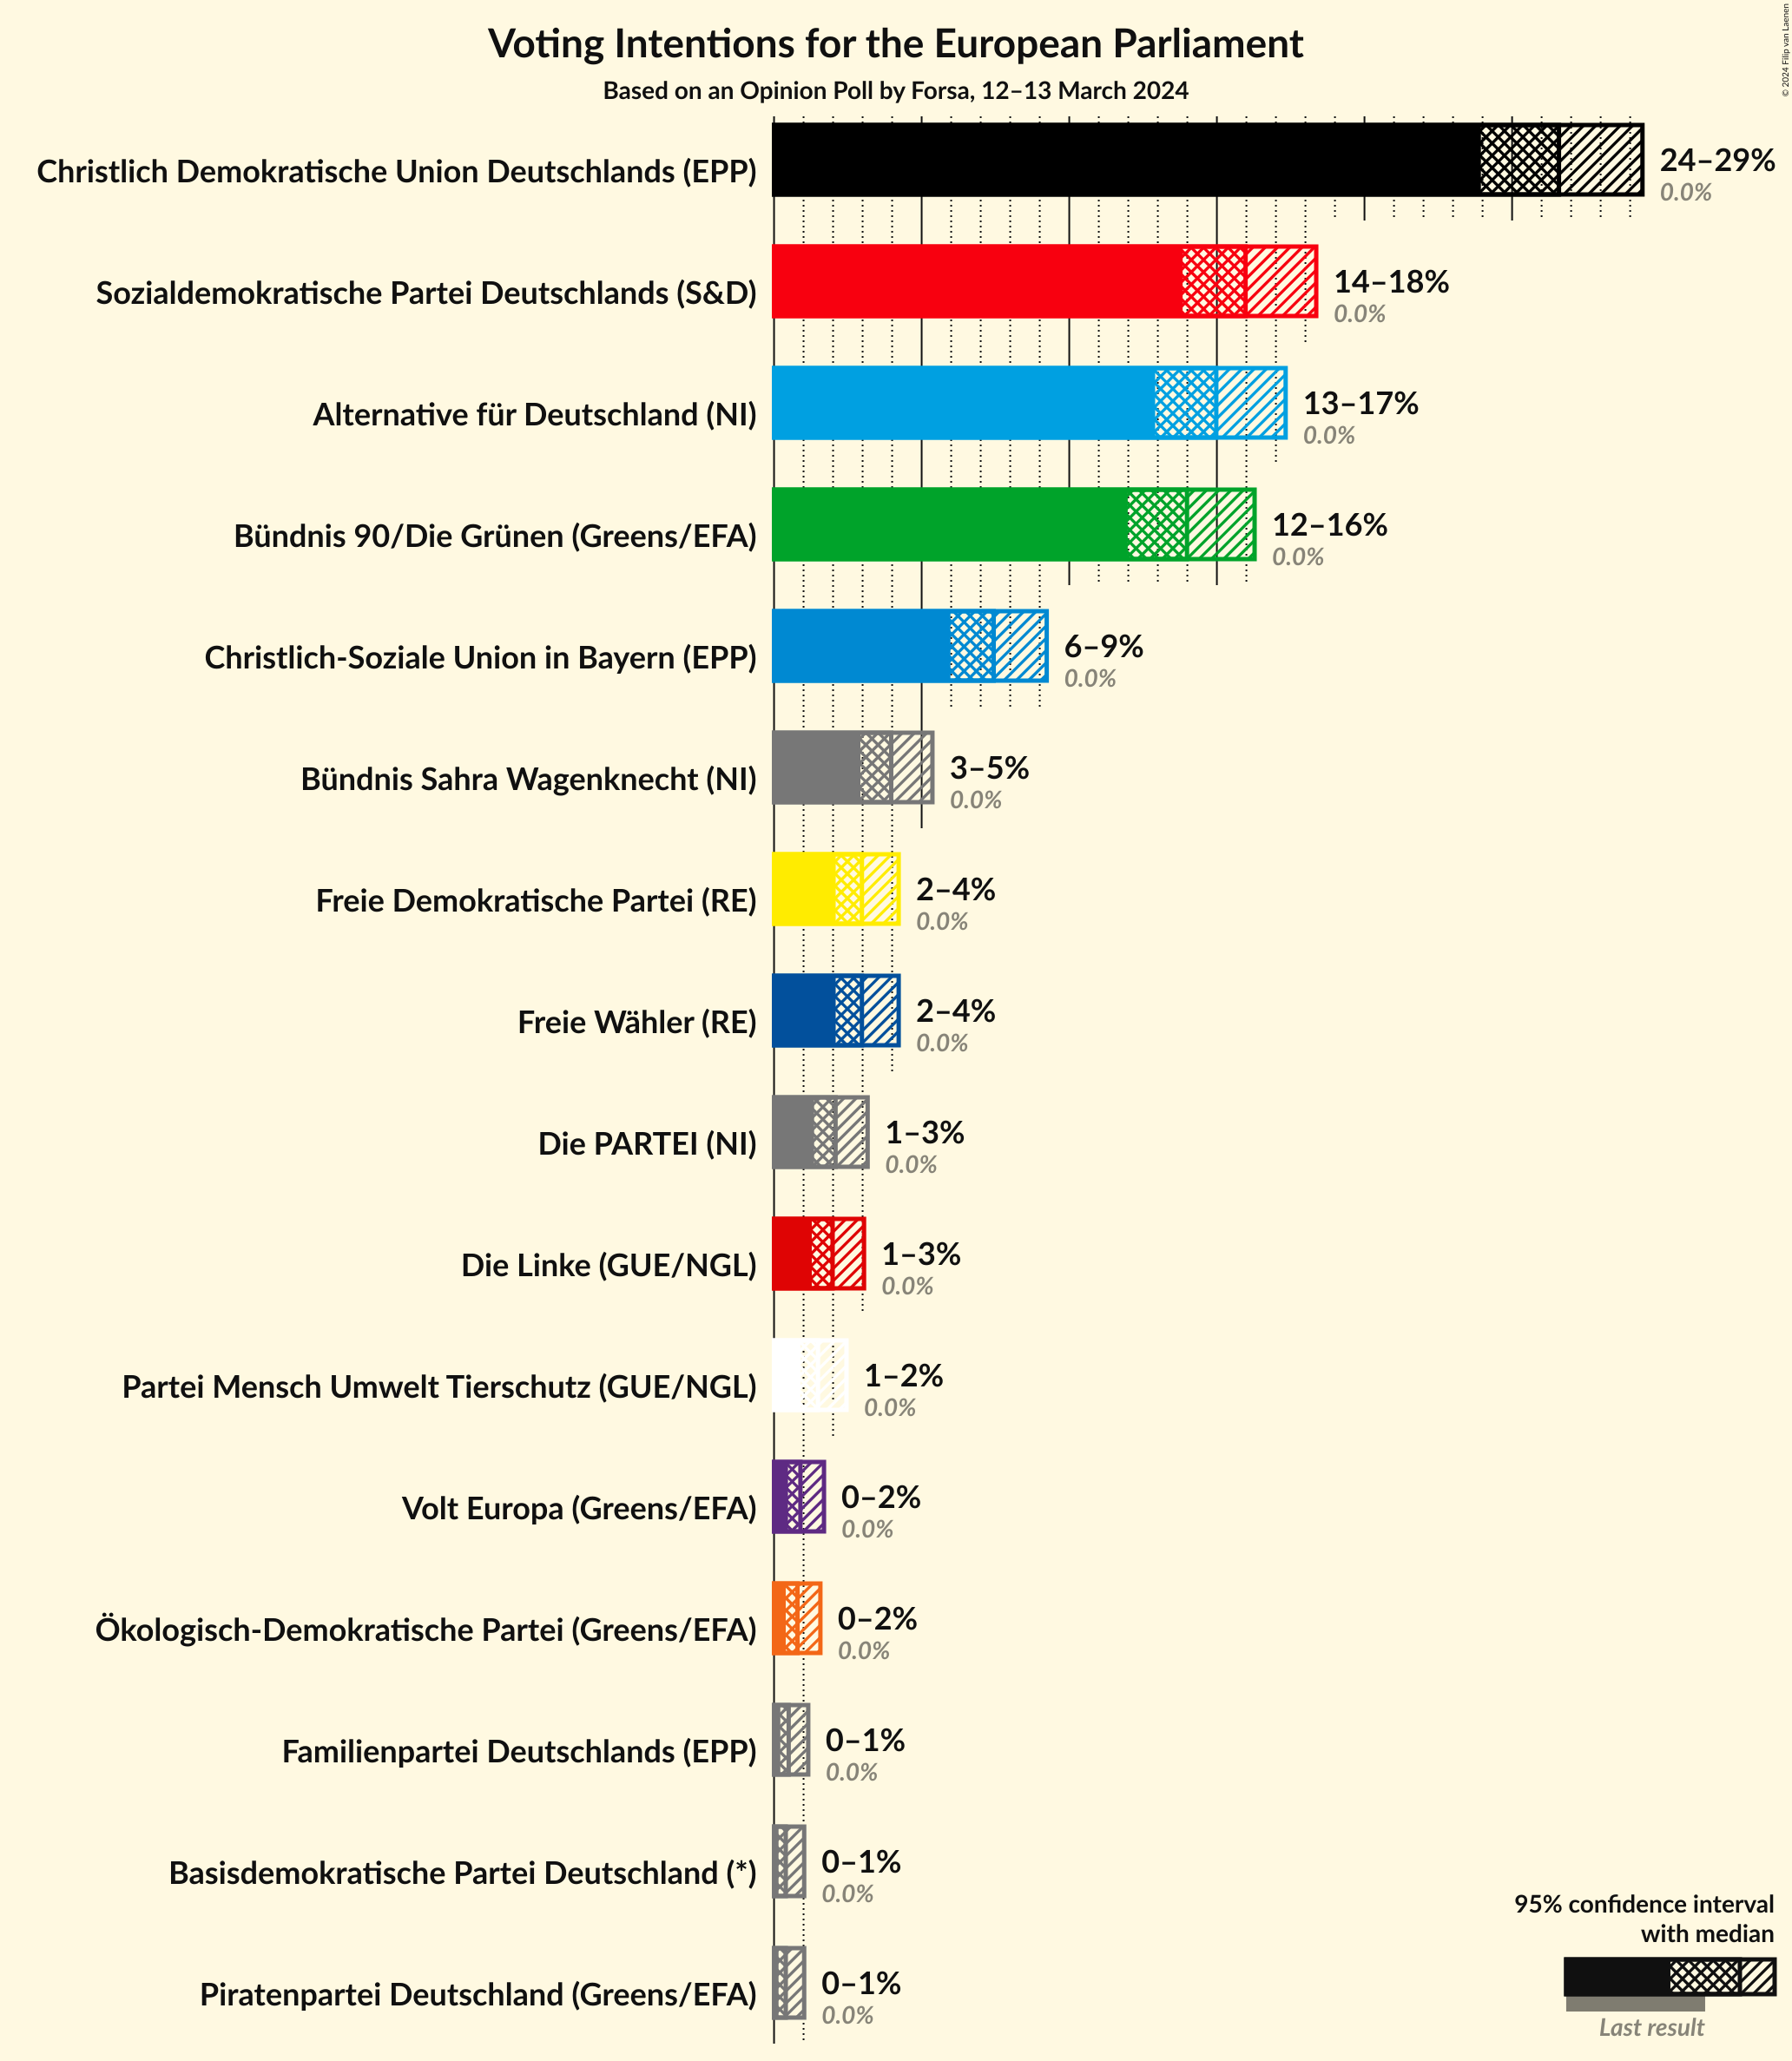 Voting Intentions for the European Parliament
Based on an Opinion Poll by Forsa, 12–13 March 2024
© 2024 Filip van Laenen
Christlich Demokratische Union Deutschlands (EPP)
24–29%
0.0%
Sozialdemokratische Partei Deutschlands (S&D)
14–18%
0.0%
Alternative für Deutschland (NI)
13–17%
0.0%
Bündnis 90/Die Grünen (Greens/EFA)
12–16%
0.0%
Christlich-Soziale Union in Bayern (EPP)
6–9%
0.0%
Bündnis Sahra Wagenknecht (NI)
3–5%
0.0%
Freie Demokratische Partei (RE)
2–4%
0.0%
Freie Wähler (RE)
2–4%
0.0%
Die PARTEI (NI)
1–3%
0.0%
Die Linke (GUE/NGL)
1–3%
0.0%
Partei Mensch Umwelt Tierschutz (GUE/NGL)
1–2%
0.0%
Volt Europa (Greens/EFA)
0–2%
0.0%
Ökologisch-Demokratische Partei (Greens/EFA)
0–2%
0.0%
Familienpartei Deutschlands (EPP)
0–1%
0.0%
Basisdemokratische Partei Deutschland (*)
0–1%
0.0%
Piratenpartei Deutschland (Greens/EFA)
0–1%
0.0%
95% confidence interval
with median
Last result